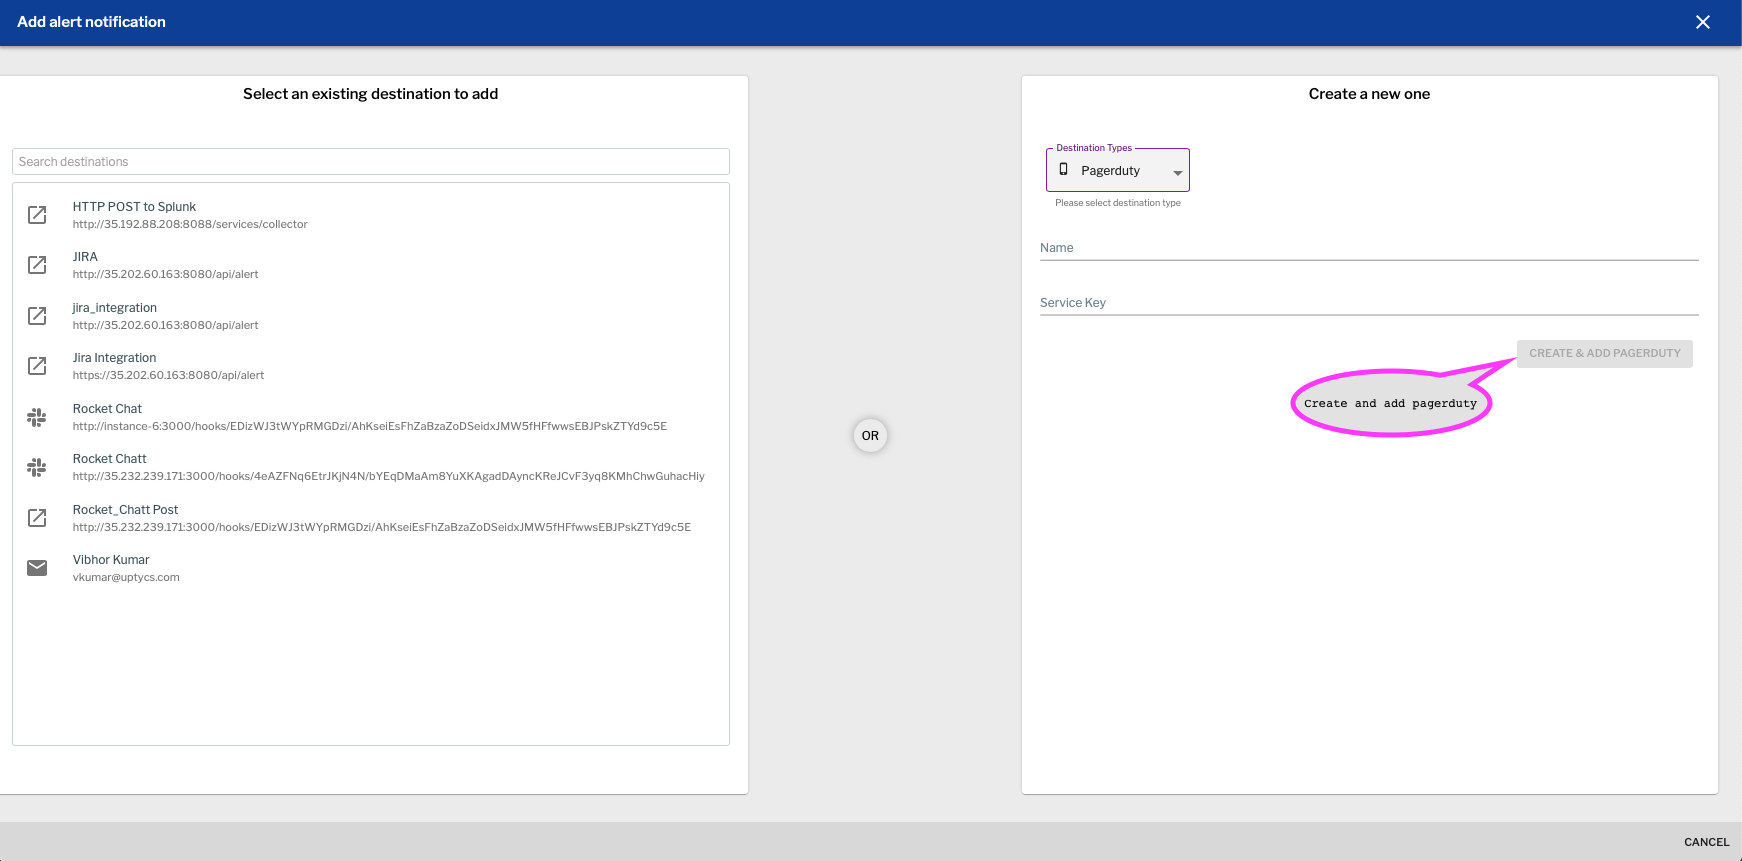 Add alert notification
Select an existing destination to add
Search destinations
HTTP POST to Splunk
http://35.192.88.208:8088/services/collector
JIRA
http://35.202.60.163:8080/api/alert
jira_integration
http://35.202.60.163:8080/api/alert
Jira Integration
https://35.202.60.163:8080/api/alert
Rocket Chat
http://instance-6:3000/hooks/EDizWJ3tWYpRMGDzi/AhKseiEsFhZaBzaZoDSeidxJMW5fHFfwwsEBJPskZTYd9c5E
Rocket Chatt
http://35.232.239.171:3000/hooks/4eAZFNq6EtrJKjN4N/bYEqDMaAm8YuXKAgadDAyncKReJCvF3yq8KMhChwGuhacHiy
Rocket_Chatt Post
http://35.232.239.171:3000/hooks/EDizWJ3tWYpRMGDzi/AhKseiEsFhZaBzaZoDSeidxJMW5fHFfwwsEBJPskZTYd9c5E
Vibhor Kumar
vkumar@uptycs.com
OR
Create a new one
Destination Types
Pagerduty
Please select destination type
Name
Service Key
CREATE & ADD PAGERDUTY
Create and add pagerduty
CANCEL